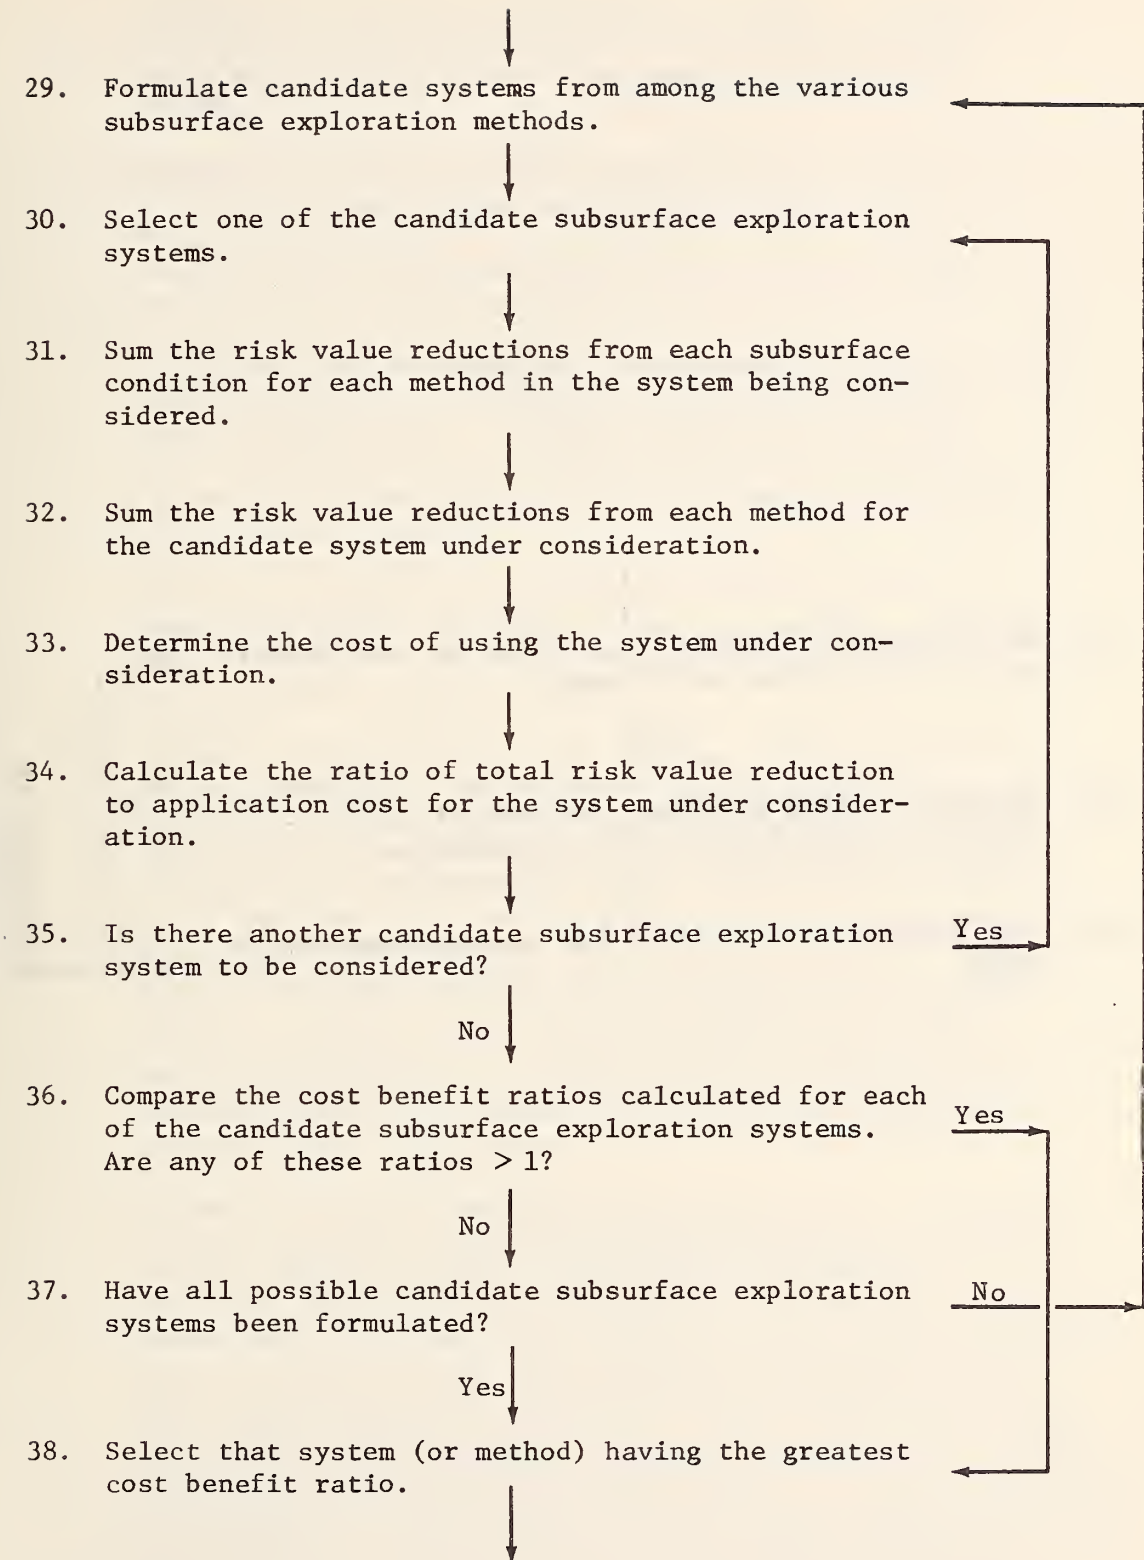 29. Formulate candidate systems from among the various
subsurface exploration methods.
30. Select one of the candidate subsurface exploration
systems.
31. Sum the risk value reductions from each subsurface
condition for each method in the system being con-
sidered.
32. Sum the risk value reductions from each method for
the candidate system under consideration.
33. Determine the cost of using the system under con-
sideration.
34. Calculate the ratio of total risk value reduction
to application cost for the system under consider-
ation.
35. Is there another candidate subsurface exploration Yes
system to be considered?
No
36. Compare the cost benefit ratios calculated for each
of the candidate subsurface exploration systems. Yes
Are any of these ratios > 1?
No
37. Have all possible candidate subsurface exploration No
systems been formulated?
Yes
38. Select that system (or method) having the greatest
cost benefit ratio.